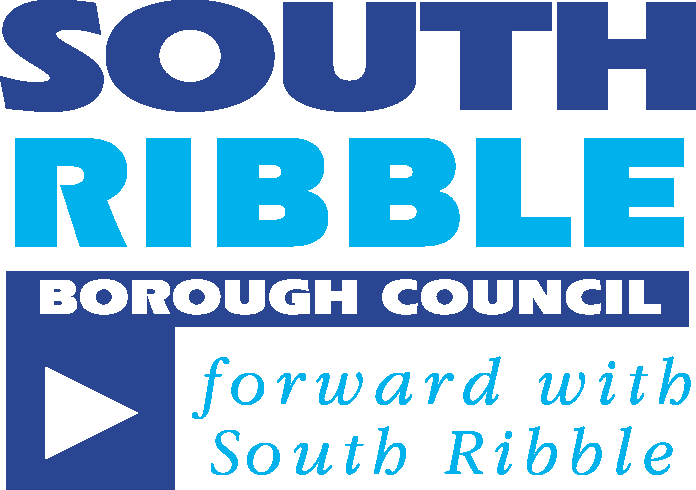 SOUTH
RIBBLE
BOROUGH COUNCIL
forward with
South Ribble